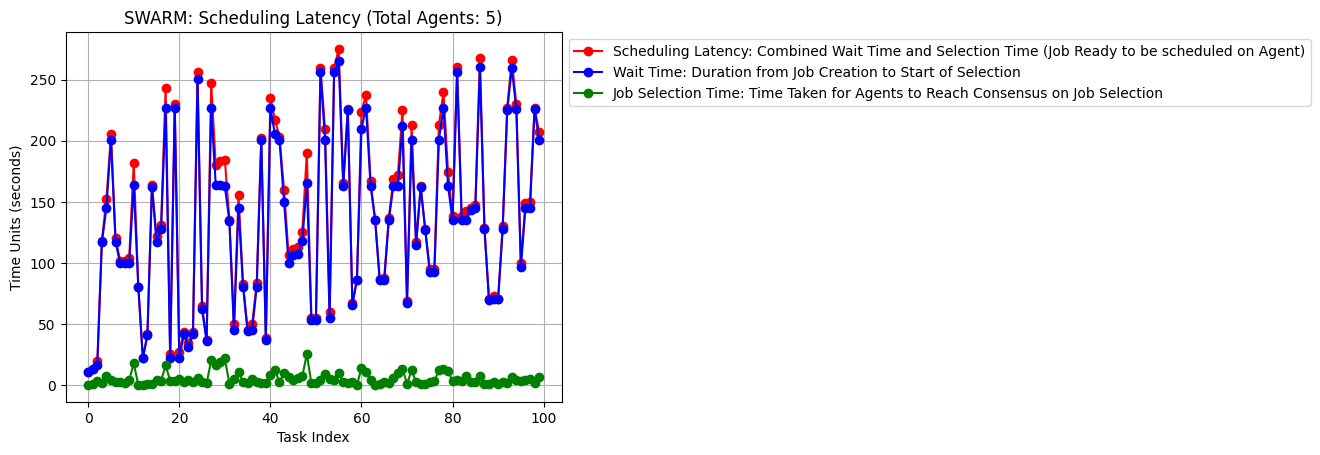 SWARM: Scheduling Latency (Total Agents: 5)
Scheduling Latency: Combined Wait Time and Selection Time (Job Ready to be scheduled on Agent)
Wait Time: Duration from Job Creation to Start of Selection
Job Selection Time: Time Taken for Agents to Reach Consensus on Job Selection
Time Units (seconds)
250
200
150
100
50
0
0 20 40 60 80 100
Task Index